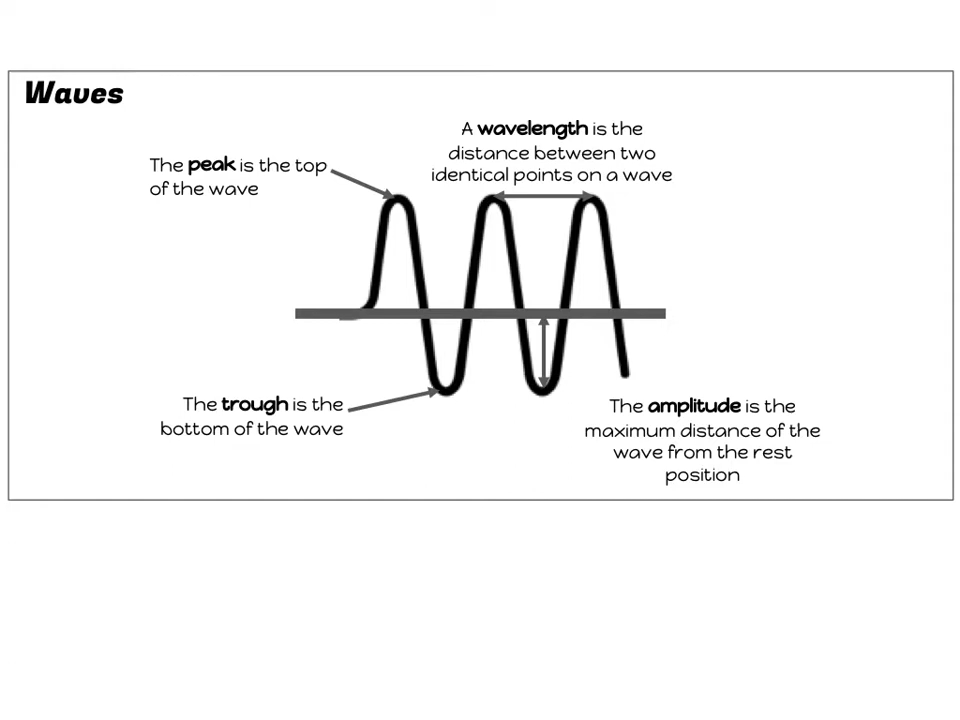 Waves
A wavelength is the
distance between two
identical points on a wave
The peak is the top
of the wave
The trough is the
bottom of the wave
The amplitude is the
maximum distance of the
wave from the rest
position